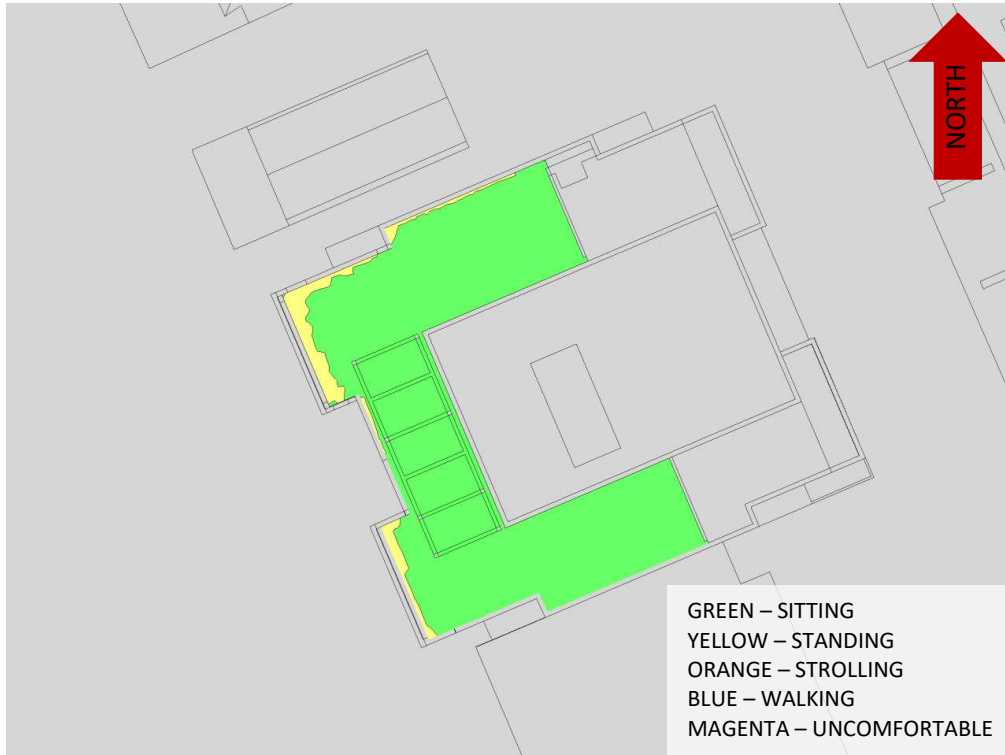 NORTH
GREEN – SITTING
YELLOW – STANDING
ORANGE – STROLLING
BLUE – WALKING
MAGENTA – UNCOMFORTABLE